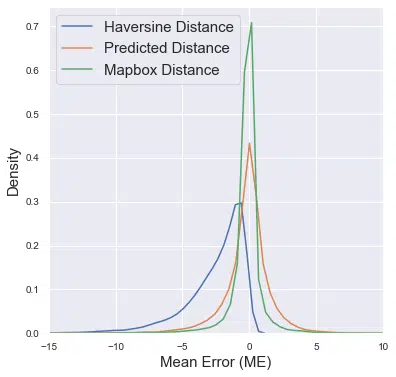 Haversine Distance
Predicted Distance
Mapbox Distance
0.7
0.6
0.5
0.4
0.3
0.2
0.1
0.0
Density
−15
−10
−5
0
5
10
Mean Error (ME)